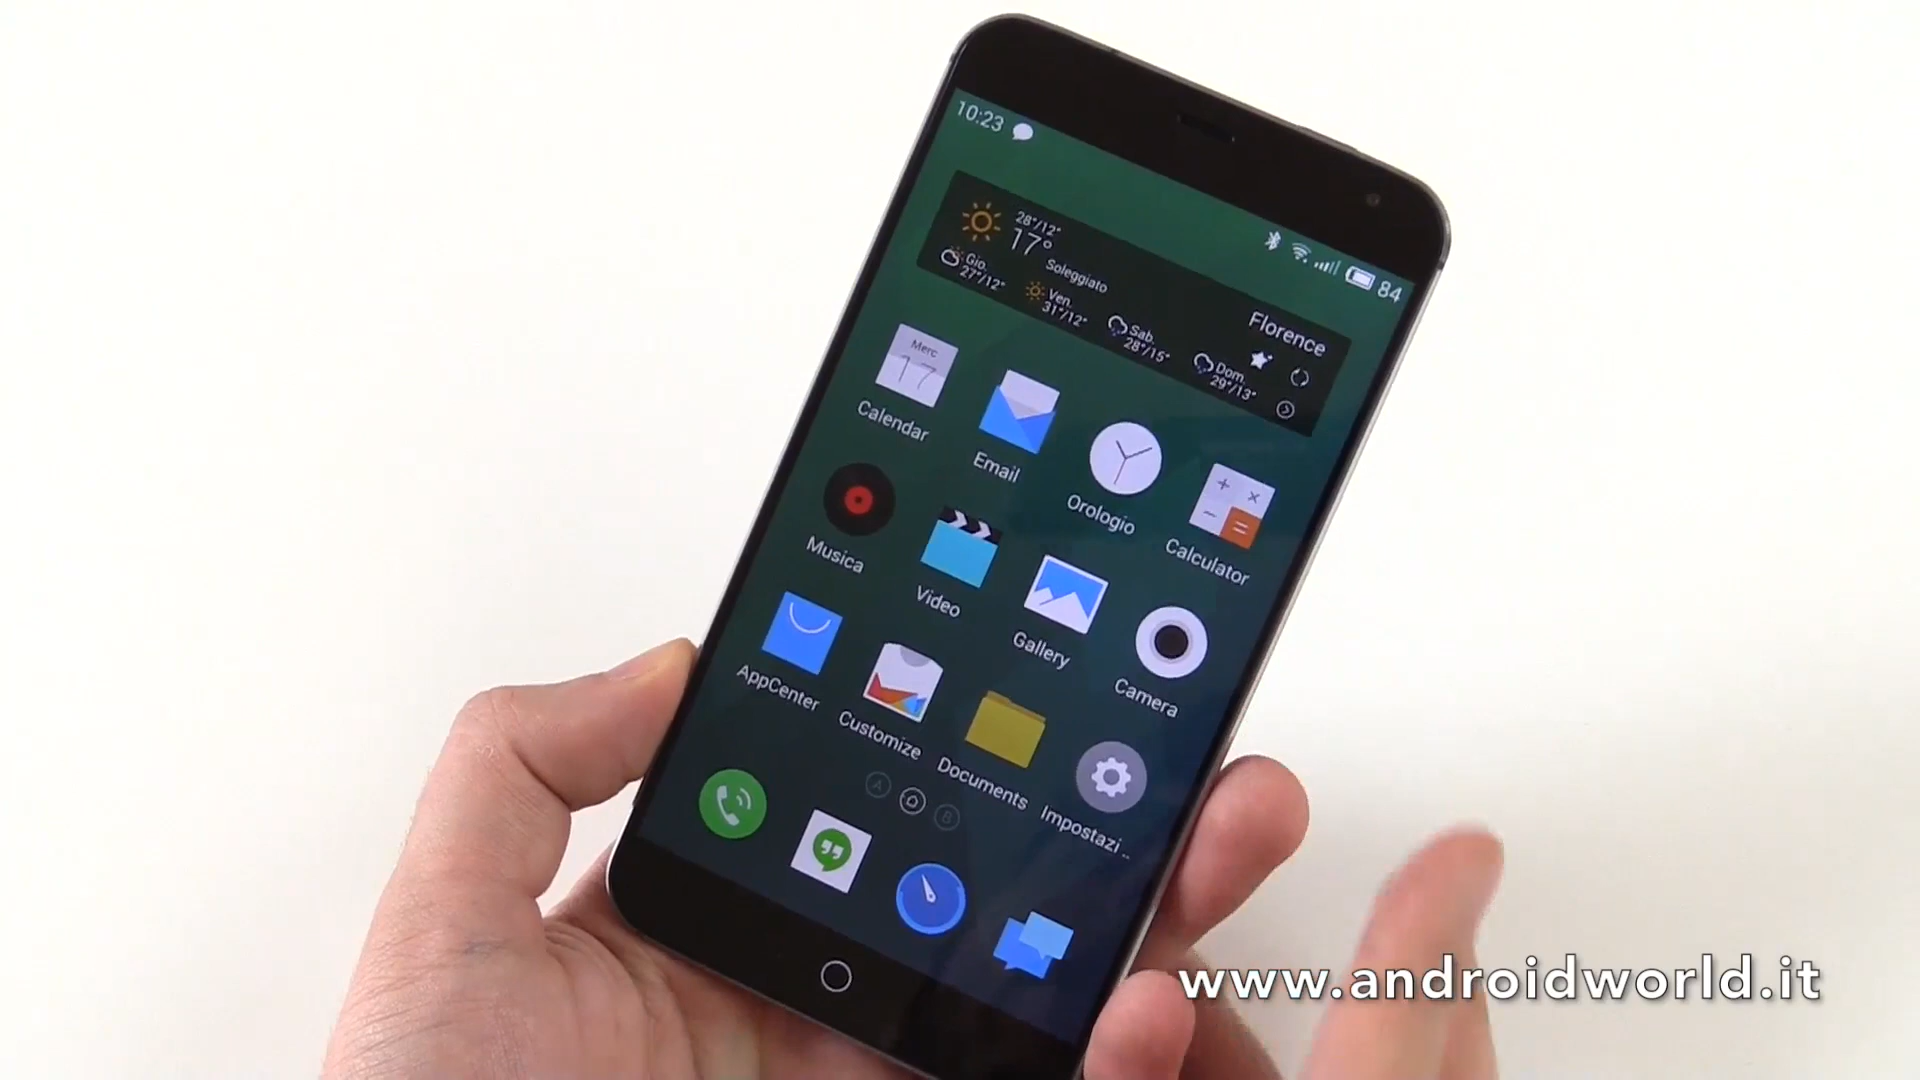 10:23
84
28°/12°
17°
Soleggiato
Florence
Gio.
27°/12°
Ven.
31°/12°
Sab.
28°/15°
Dom.
29°/13°
Merc
17
Calendar
Email
Orologio
Calculator
Musica
Video
Gallery
Camera
AppCenter
Customize
Documents
Impostazi..
A
B
www.androidworld.it